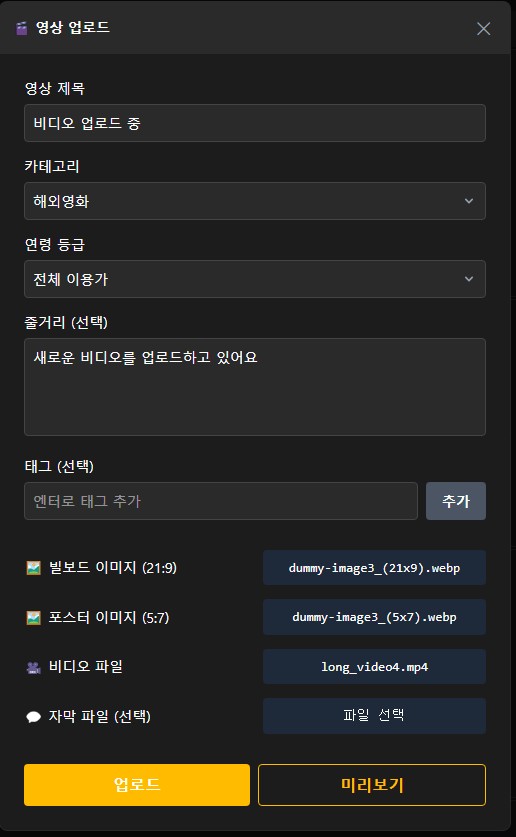 영상 업로드
영상 제목
비디오 업로드 중
카테고리
해외영화
연령 등급
전체 이용가
줄거리 (선택)
새로운 비디오를 업로드하고 있어요
태그 (선택)
엔터로 태그 추가
추가
빌보드 이미지 (21:9)
dummy-image3_(21x9).webp
포스터 이미지 (5:7)
dummy-image3_(5x7).webp
비디오 파일
long_video4.mp4
자막 파일 (선택)
파일 선택
업로드
미리보기